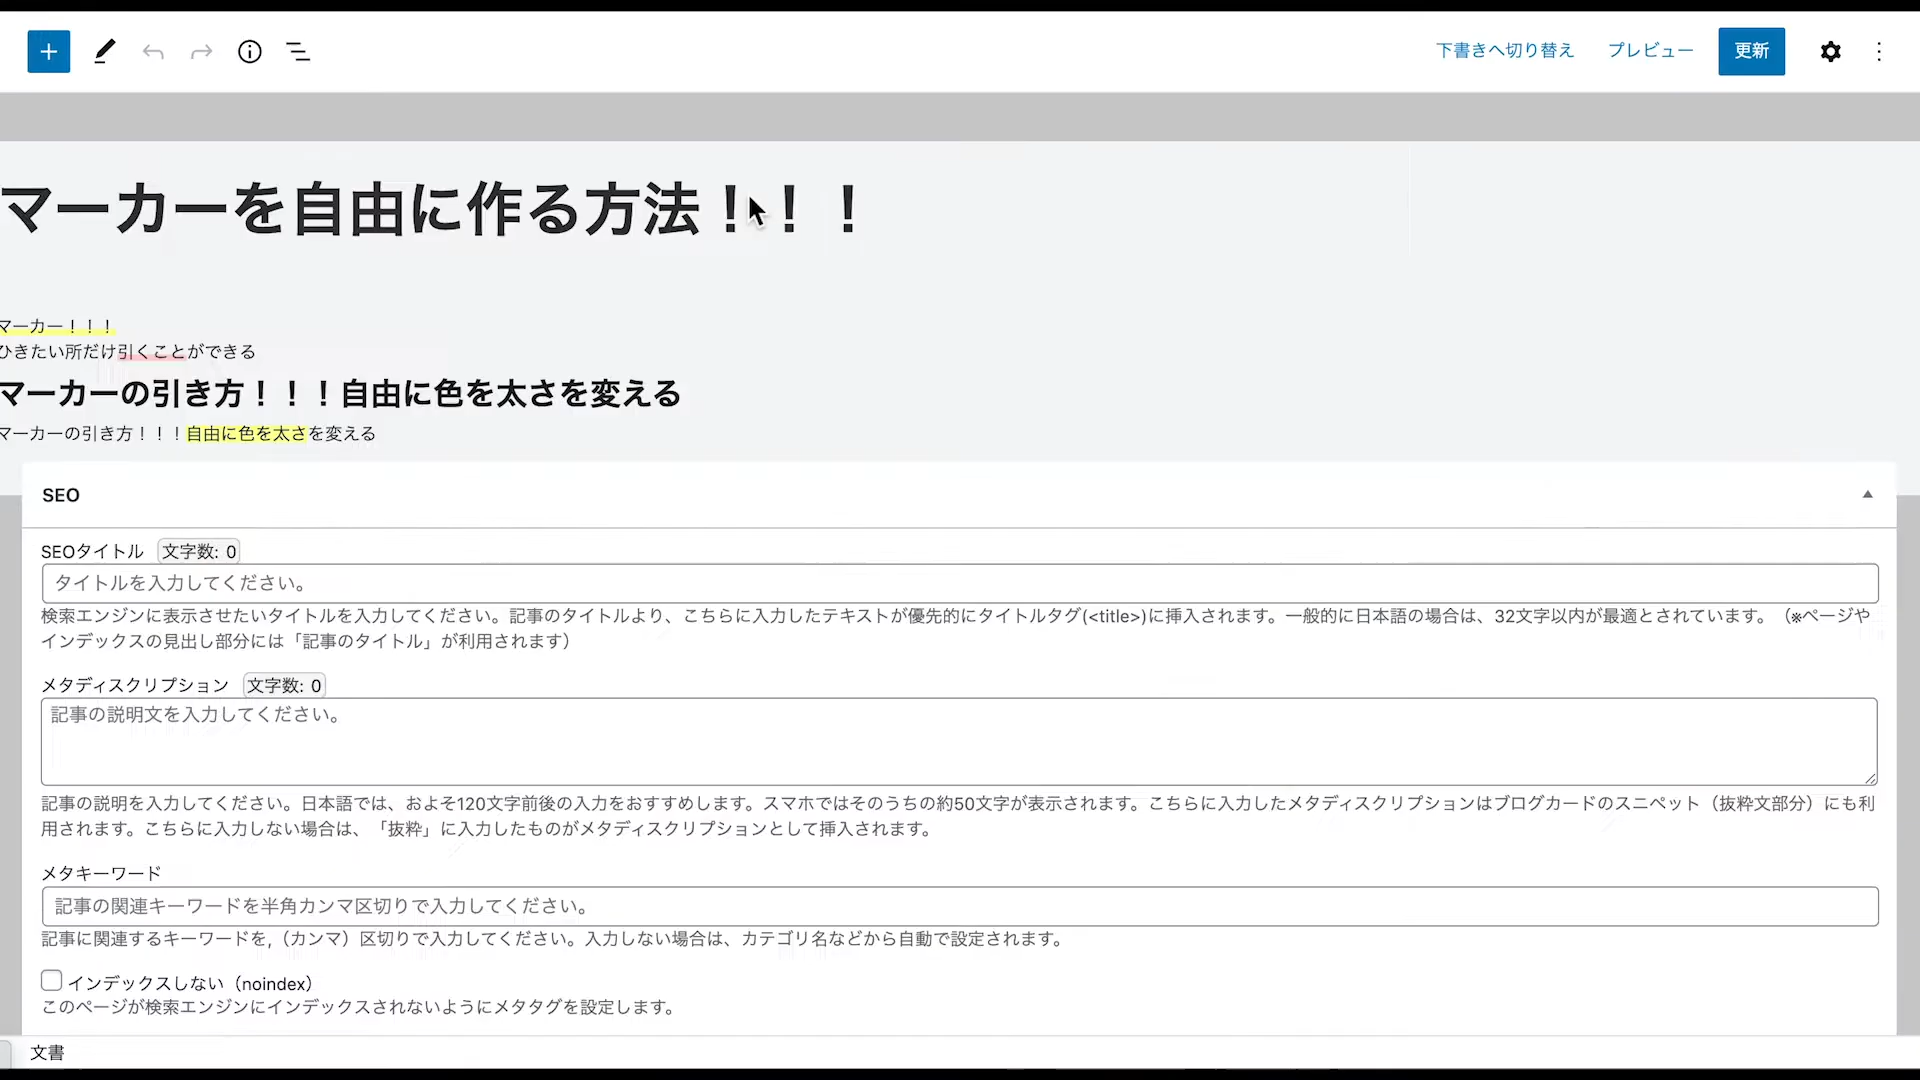 下書きへ切り替え プレビュー 更新
マーカーを自由に作る方法！！！
マーカー！！！
ひきたい所だけ引くことができる
マーカーの引き方！！！自由に色を太さを変える
マーカーの引き方！！！自由に色を太さを変える
SEO
SEOタイトル 文字数: 0
タイトルを入力してください。
検索エンジンに表示させたいタイトルを入力してください。記事のタイトルより、こちらに入力したテキストが優先的にタイトルタグ(<title>)に挿入されます。一般的に日本語の場合は、32文字以内が最適とされています。（※ページや
インデックスの見出し部分には「記事のタイトル」が利用されます）
メタディスクリプション 文字数: 0
記事の説明文を入力してください。
記事の説明を入力してください。日本語では、およそ120文字前後の入力をおすすめします。スマホではそのうちの約50文字が表示されます。こちらに入力したメタディスクリプションはブログカードのスニペット（抜粋文部分）にも利
用されます。こちらに入力しない場合は、「抜粋」に入力したものがメタディスクリプションとして挿入されます。
メタキーワード
記事の関連キーワードを半角カンマ区切りで入力してください。
記事に関連するキーワードを,（カンマ）区切りで入力してください。入力しない場合は、カテゴリ名などから自動で設定されます。
インデックスしない（noindex）
このページが検索エンジンにインデックスされないようにメタタグを設定します。
文書